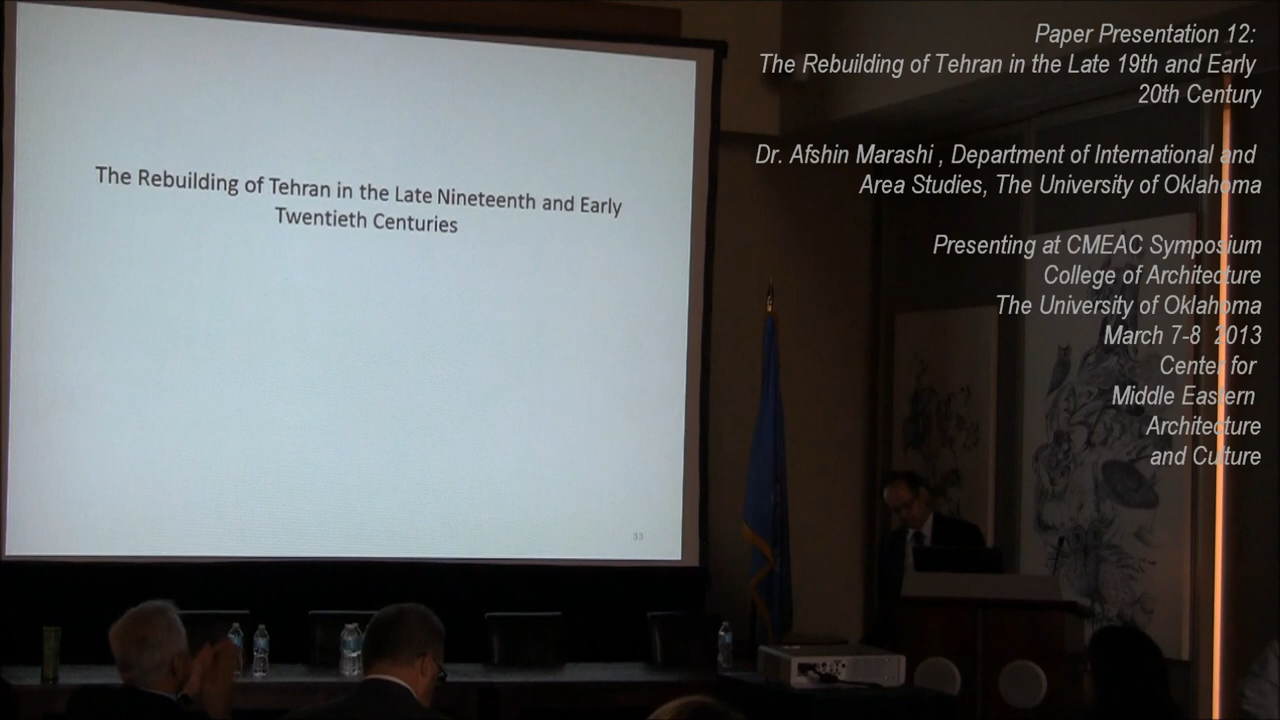 The Rebuilding of Tehran in the Late Nineteenth and Early
Twentieth Centuries
33
Paper Presentation 12:
The Rebuilding of Tehran in the Late 19th and Early
20th Century
Dr. Afshin Marashi , Department of International and
Area Studies, The University of Oklahoma
Presenting at CMEAC Symposium
College of Architecture
The University of Oklahoma
March 7-8 2013
Center for
Middle Eastern
Architecture
and Culture